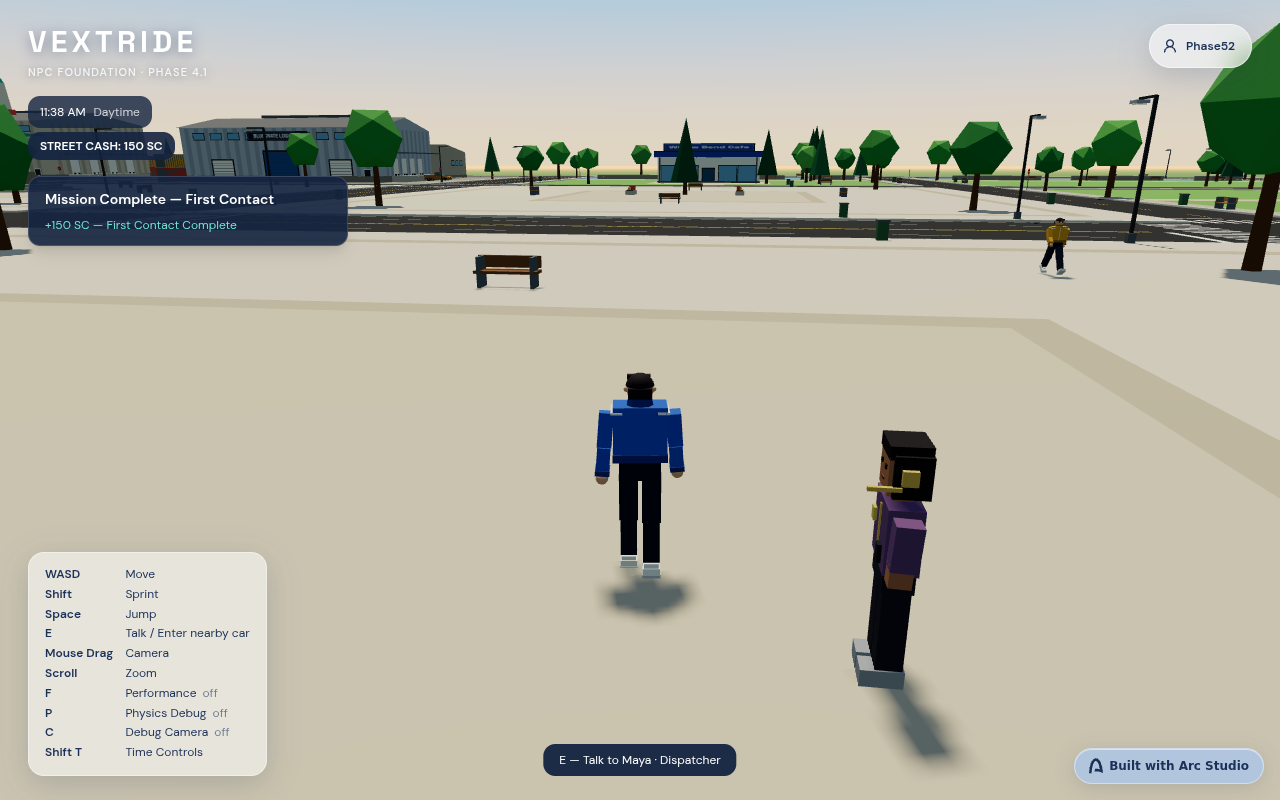 VEXTRIDE
NPC FOUNDATION · PHASE 4.1
Phase52
11:38 AM Daytime
STREET CASH: 150 SC
Mission Complete — First Contact
+150 SC — First Contact Complete
WASD Move
Shift Sprint
Space Jump
E Talk / Enter nearby car
Mouse Drag Camera
Scroll Zoom
F Performance off
P Physics Debug off
C Debug Camera off
Shift T Time Controls
E — Talk to Maya · Dispatcher
Built with Arc Studio